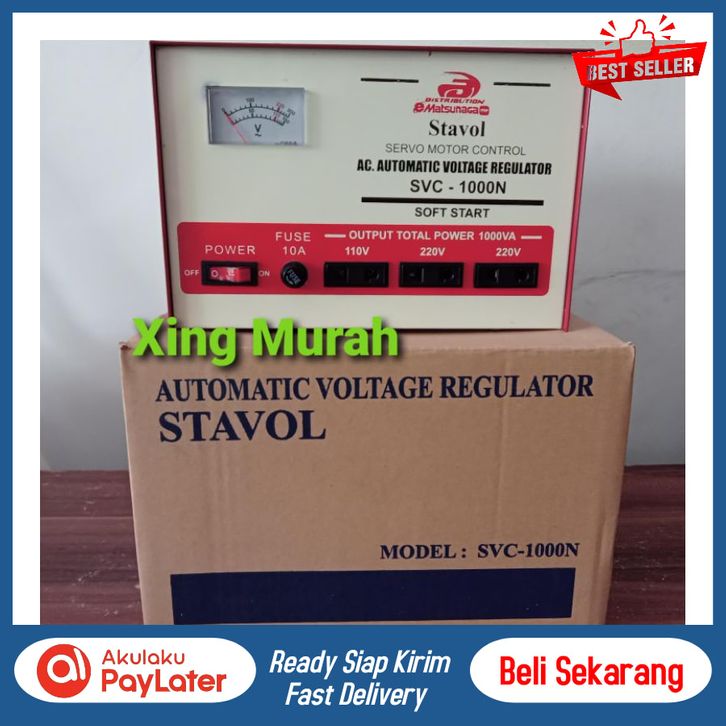 BEST SELLER
DISTRIBUTION
eMatsunaga
Stavol
SERVO MOTOR CONTROL
AC. AUTOMATIC VOLTAGE REGULATOR
SVC - 1000N
SOFT START
V
POWER
OFF
ON
FUSE
10A
OUTPUT TOTAL POWER 1000VA
110V
220V
220V
Xing Murah
AUTOMATIC VOLTAGE REGULATOR
STAVOL
MODEL : SVC-1000N
Akulaku
PayLater
Ready Siap Kirim
Fast Delivery
Beli Sekarang